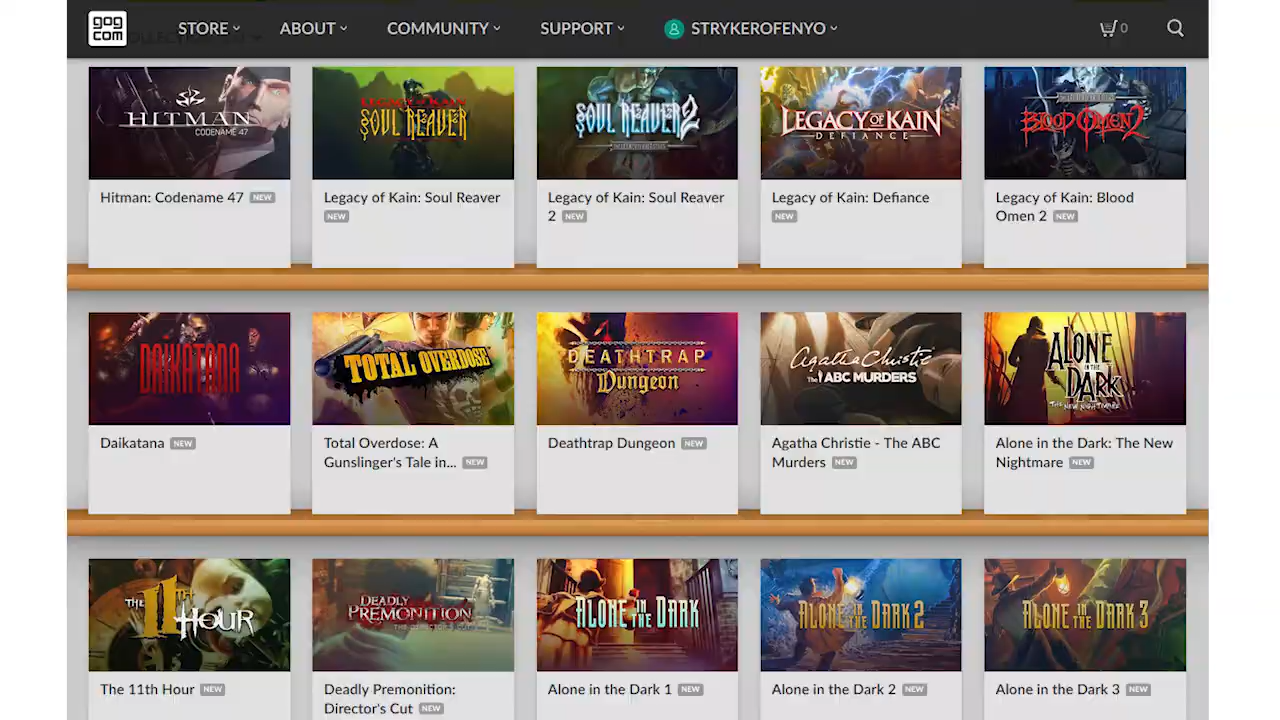 gog
com
STORE
ABOUT
COMMUNITY
SUPPORT
STRYKEROFENYO
0
HITMAN
CODENAME 47
LEGACY OF KAIN
SOUL REAVER
SOUL REAVER 2
LEGACY OF KAIN
DEFIANCE
BLOOD OMEN 2
Hitman: Codename 47 NEW
Legacy of Kain: Soul Reaver
NEW
Legacy of Kain: Soul Reaver
2 NEW
Legacy of Kain: Defiance
NEW
Legacy of Kain: Blood
Omen 2 NEW
DAIKATANA
TOTAL OVERDOSE
DEATHTRAP
Dungeon
Agatha Christie
THE ABC MURDERS
ALONE
IN THE
DARK
THE NEW NIGHTMARE
Daikatana NEW
Total Overdose: A
Gunslinger's Tale in... NEW
Deathtrap Dungeon NEW
Agatha Christie - The ABC
Murders NEW
Alone in the Dark: The New
Nightmare NEW
THE 11TH HOUR
DEADLY
PREMONITION
THE DIRECTOR'S CUT
ALONE IN THE DARK
ALONE IN THE DARK 2
ALONE IN THE DARK 3
The 11th Hour NEW
Deadly Premonition:
Director's Cut NEW
Alone in the Dark 1 NEW
Alone in the Dark 2 NEW
Alone in the Dark 3 NEW